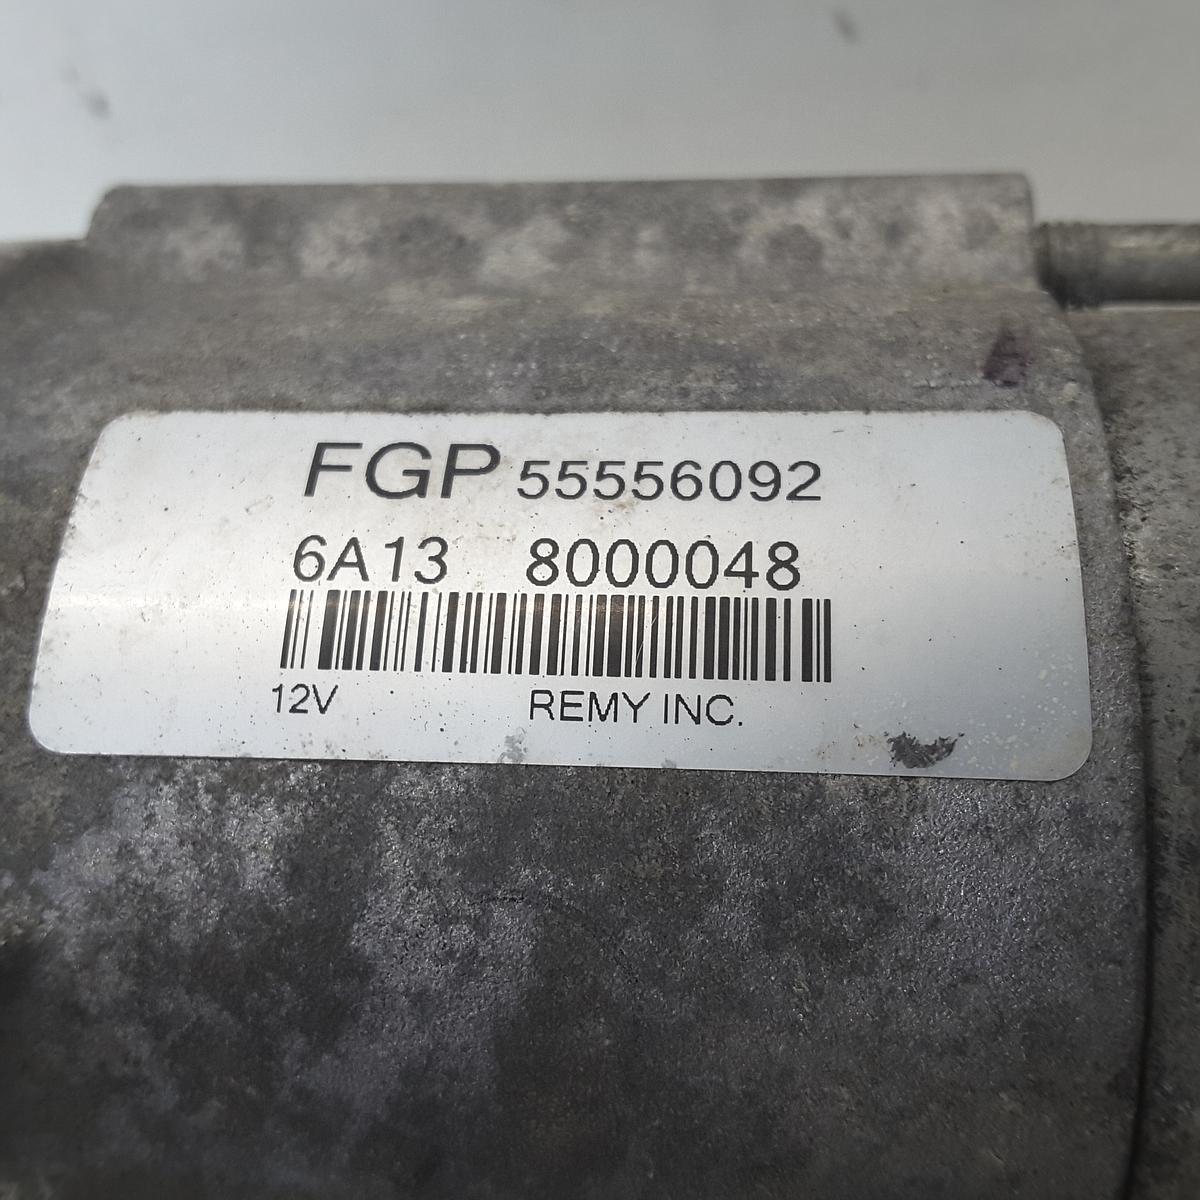 FGP 55556092
6A13 8000048
12V REMY INC.